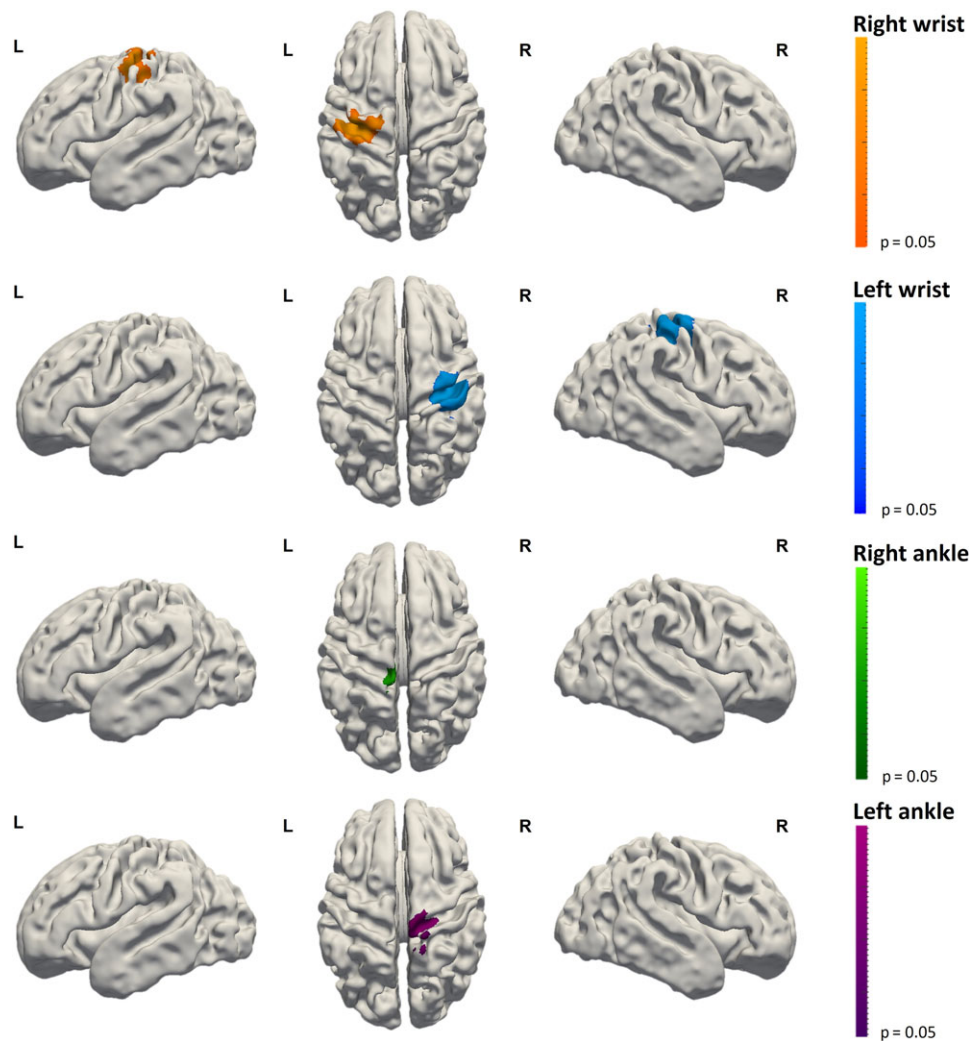 Right wrist
L
L
R
R
p = 0.05
Left wrist
L
L
R
R
p = 0.05
Right ankle
L
L
R
R
p = 0.05
Left ankle
L
L
R
R
p = 0.05